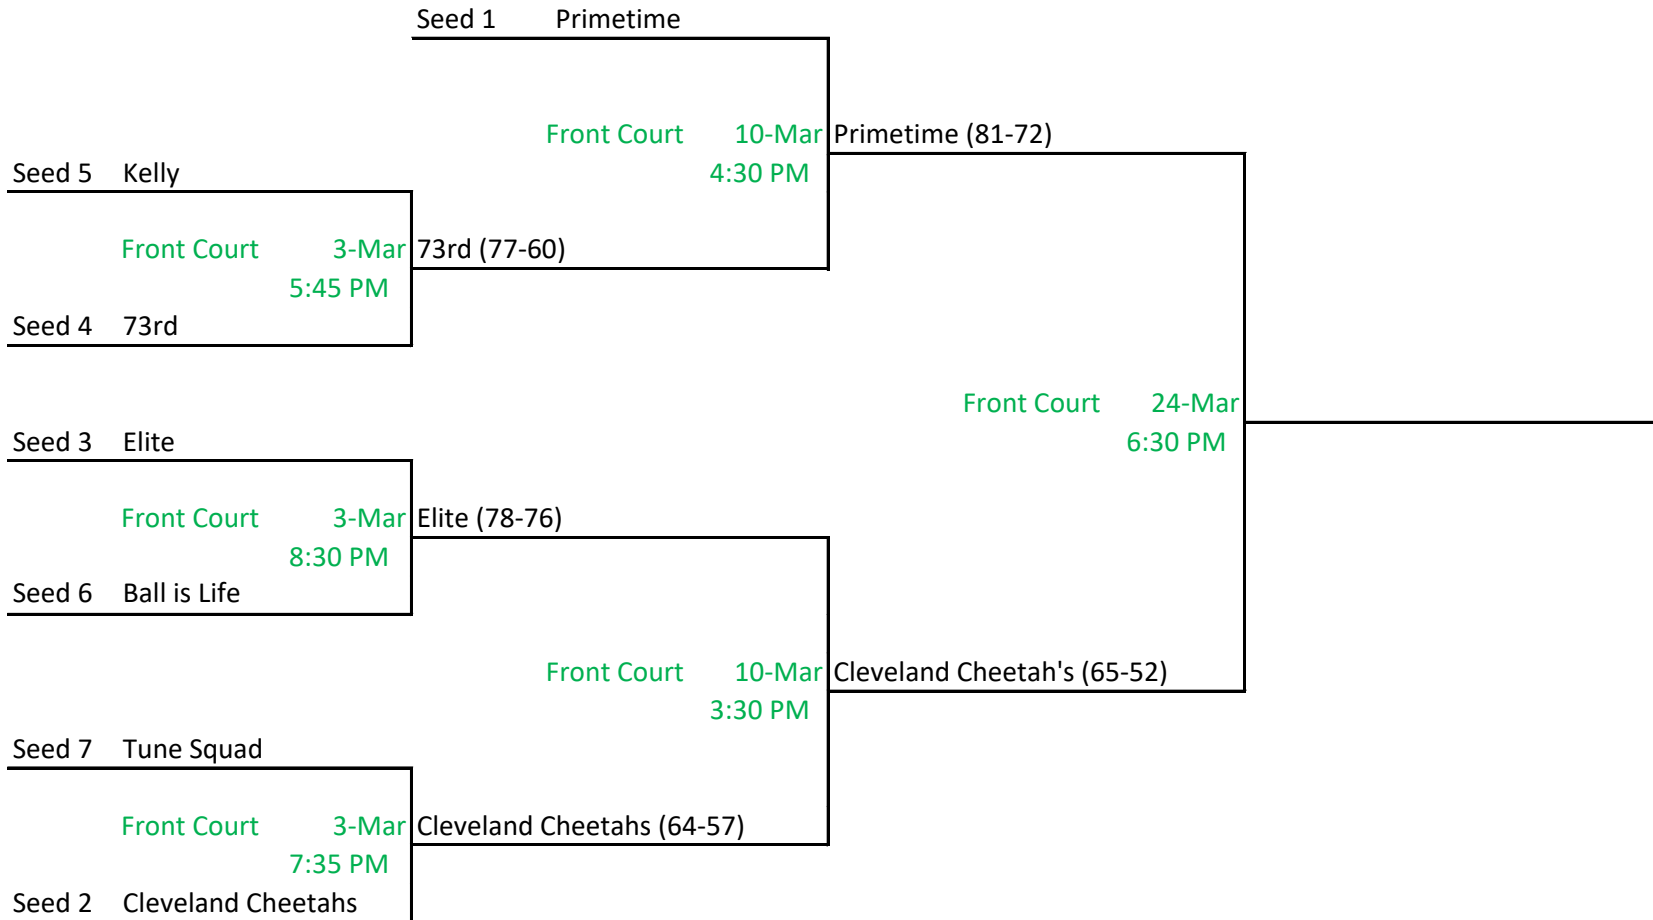 Seed 1 Primetime
Front Court 10-Mar Primetime (81-72)
Seed 5 Kelly 4:30 PM
Front Court 3-Mar 73rd (77-60)
5:45 PM
Seed 4 73rd
Front Court 24-Mar
Seed 3 Elite 6:30 PM
Front Court 3-Mar Elite (78-76)
8:30 PM
Seed 6 Ball is Life
Front Court 10-Mar Cleveland Cheetah's (65-52)
3:30 PM
Seed 7 Tune Squad
Front Court 3-Mar Cleveland Cheetahs (64-57)
7:35 PM
Seed 2 Cleveland Cheetahs